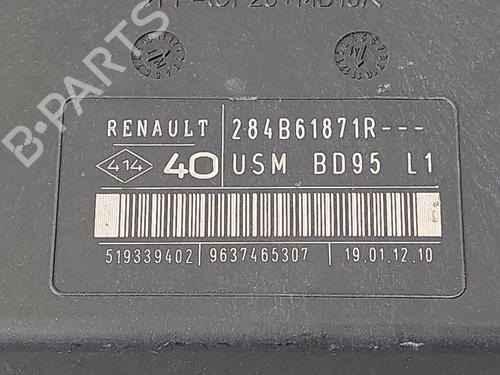 RENAULT 284B61871R---
414 40 USM BD95 L1
519339402 9637465307 19.01.12.10
B-PARTS